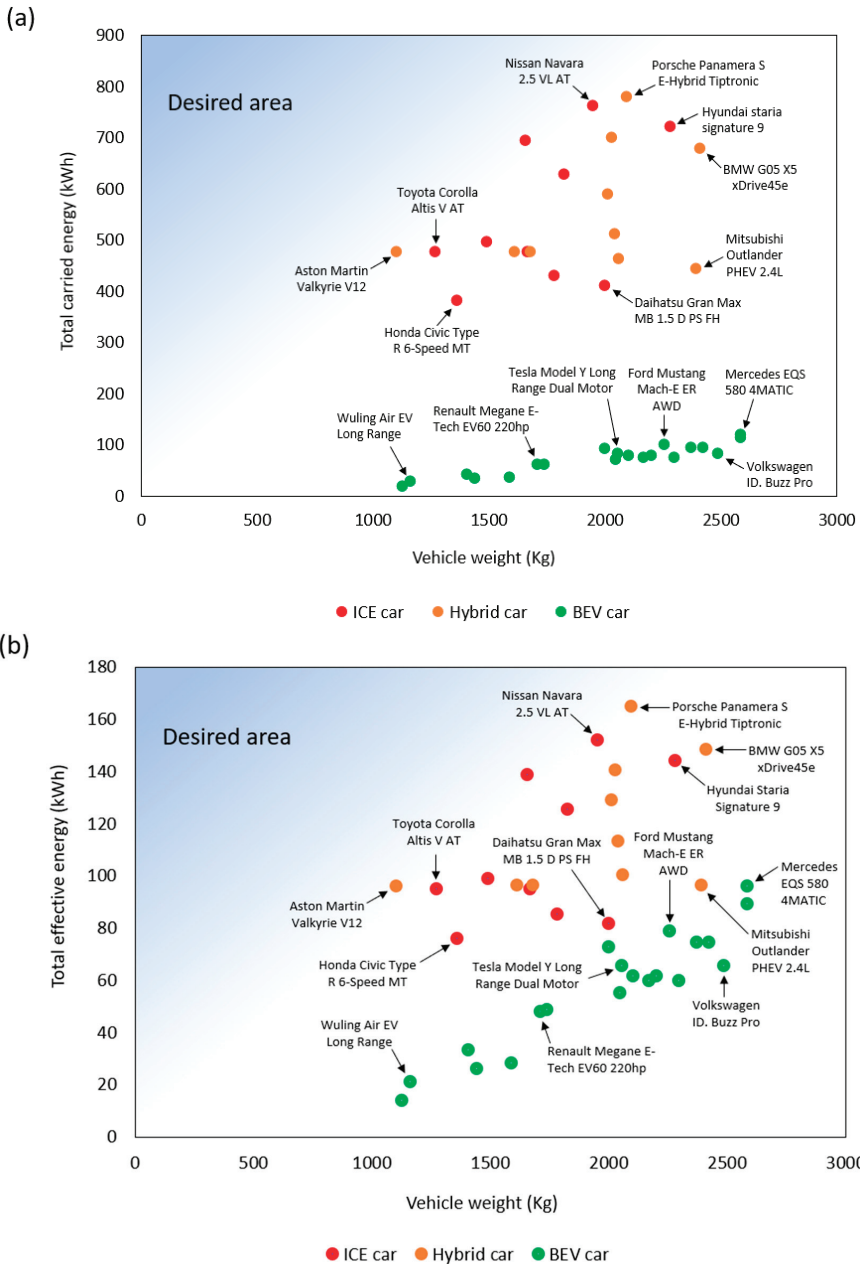 (a)
Total carried energy (kWh)
900
800
700
600
500
400
300
200
100
0
Desired area
Nissan Navara
2.5 VL AT
Porsche Panamera S
E-Hybrid Tiptronic
Hyundai staria
signature 9
BMW G05 X5
xDrive45e
Toyota Corolla
Altis V AT
Aston Martin
Valkyrie V12
Mitsubishi
Outlander
PHEV 2.4L
Honda Civic Type
R 6-Speed MT
Daihatsu Gran Max
MB 1.5 D PS FH
Wuling Air EV
Long Range
Renault Megane E-
Tech EV60 220hp
Tesla Model Y Long
Range Dual Motor
Ford Mustang
Mach-E ER
AWD
Mercedes EQS
580 4MATIC
Volkswagen
ID. Buzz Pro
0 500 1000 1500 2000 2500 3000
Vehicle weight (Kg)
ICE car Hybrid car BEV car
(b)
Total effective energy (kWh)
180
160
140
120
100
80
60
40
20
0
Desired area
Nissan Navara
2.5 VL AT
Porsche Panamera S
E-Hybrid Tiptronic
BMW G05 X5
xDrive45e
Hyundai Staria
Signature 9
Toyota Corolla
Altis V AT
Daihatsu Gran Max
MB 1.5 D PS FH
Ford Mustang
Mach-E ER
AWD
Mercedes
EQS 580
4MATIC
Aston Martin
Valkyrie V12
Honda Civic Type
R 6-Speed MT
Tesla Model Y Long
Range Dual Motor
Mitsubishi
Outlander
PHEV 2.4L
Volkswagen
ID. Buzz Pro
Wuling Air EV
Long Range
Renault Megane E-
Tech EV60 220hp
0 500 1000 1500 2000 2500 3000
Vehicle weight (Kg)
ICE car Hybrid car BEV car